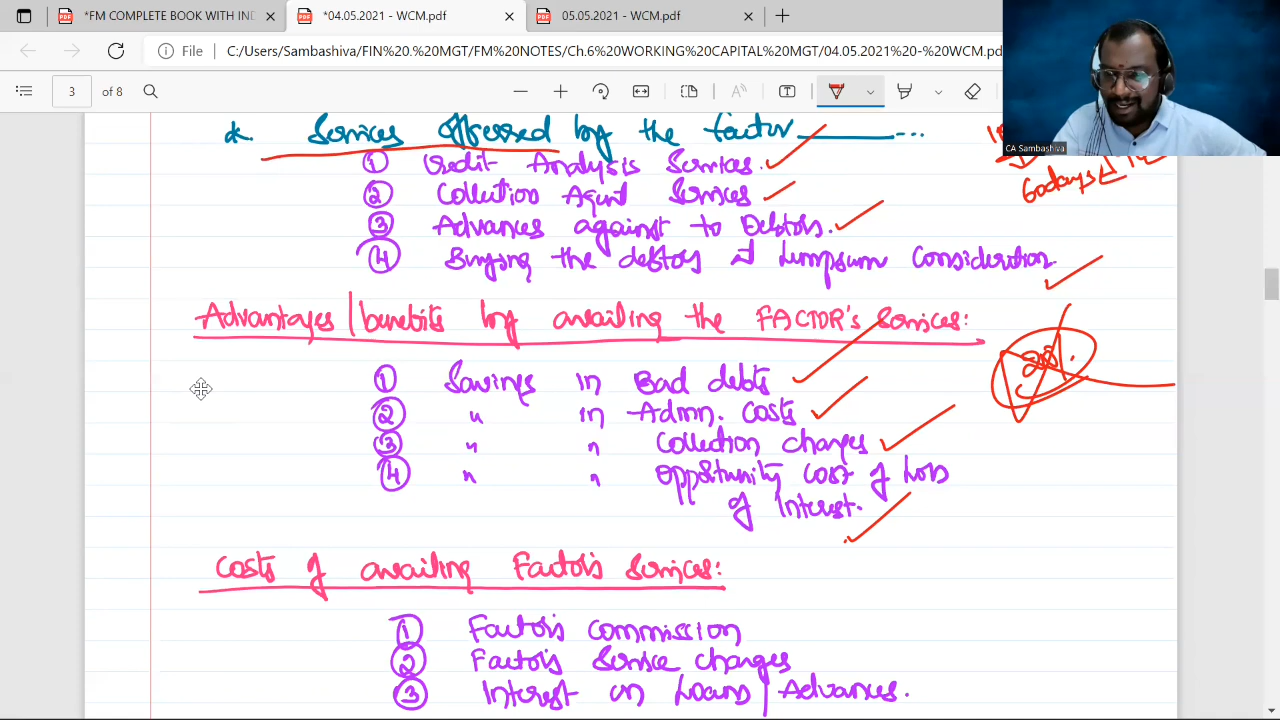 *FM COMPLETE BOOK WITH IND
*04.05.2021 - WCM.pdf
05.05.2021 - WCM.pdf
File
C:/Users/Sambashiva/FIN%20.%20MGT/FM%20NOTES/Ch.6%20WORKING%20CAPITAL%20MGT/04.05.2021%20-%20WCM.pd
3 of 8
CA Sambashiva
*. Services offered by the factor ...
60days
① Credit Analysis Services.
② Collection Agent Services
③ Advances against to Debtors.
④ Buying the debtors at lumpsum Consideration.
Advantages | benefits by availing the FACTOR's Services:
20%.
① Savings in Bad debts
② " in Admn. Costs
③ " " Collection charges
④ " " Opportunity cost of Loss
of Interest.
Costs of availing Factor's Services:
① Factor's Commission
② Factor's Service charges
③ Interest on Loans | Advances.